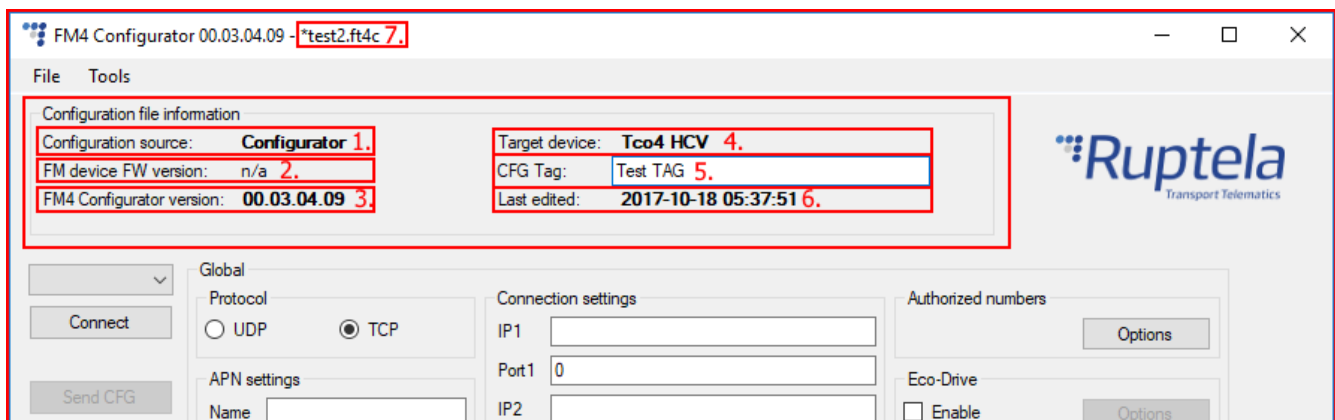 FM4 Configurator 00.03.04.09 - *test2.ft4c 7.
File Tools
Configuration file information
Configuration source: Configurator 1. Target device: Tco4 HCV 4.
FM device FW version: n/a 2. CFG Tag: Test TAG 5.
FM4 Configurator version: 00.03.04.09 3. Last edited: 2017-10-18 05:37:51 6.
Ruptela
Transport Telematics
Global
Protocol Connection settings Authorized numbers
Connect UDP TCP IP1 Options
Port1 0
APN settings Eco-Drive
Send CFG Name IP2 Enable Options